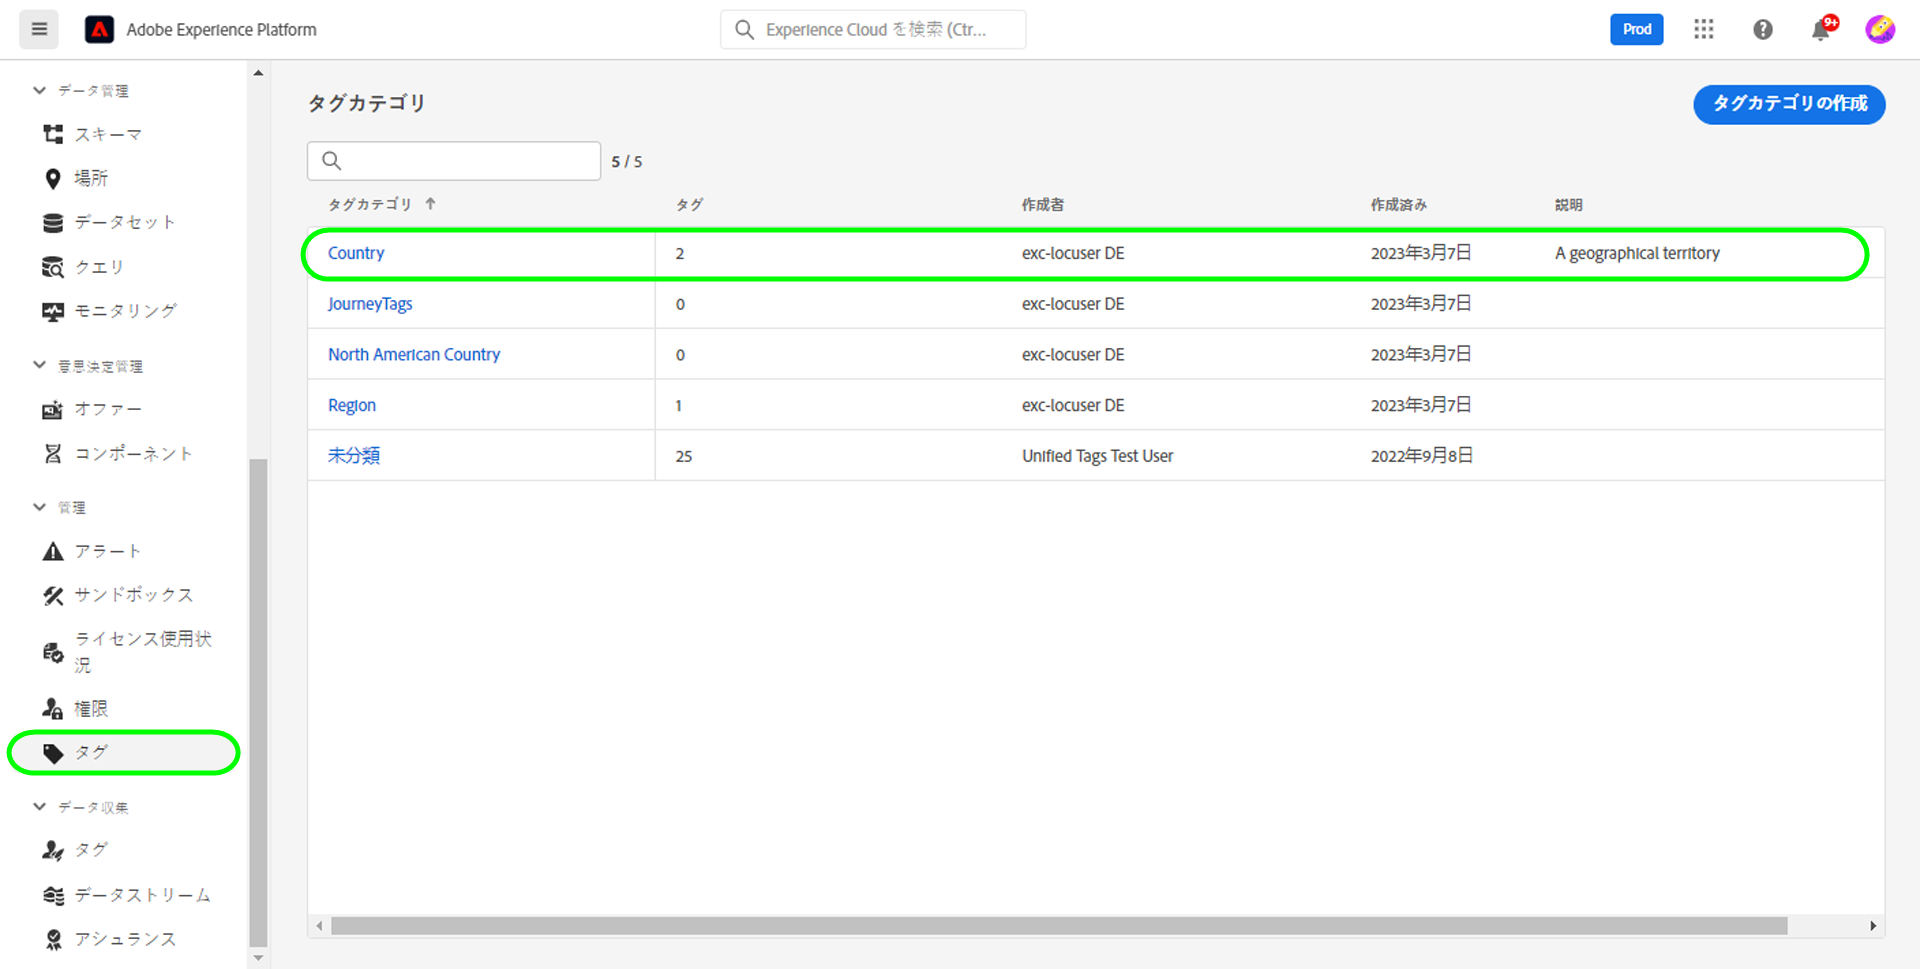 Adobe Experience Platform
Experience Cloud を検索 (Ctr...
Prod
9+
データ管理
スキーマ
場所
データセット
クエリ
モニタリング
意思決定管理
オファー
コンポーネント
管理
アラート
サンドボックス
ライセンス使用状
況
権限
タグ
データ収集
タグ
データストリーム
アシュランス
タグカテゴリ
タグカテゴリの作成
5 / 5
タグカテゴリ タグ 作成者 作成済み 説明
Country 2 exc-locuser DE 2023年3月7日 A geographical territory
JourneyTags 0 exc-locuser DE 2023年3月7日
North American Country 0 exc-locuser DE 2023年3月7日
Region 1 exc-locuser DE 2023年3月7日
未分類 25 Unified Tags Test User 2022年9月8日